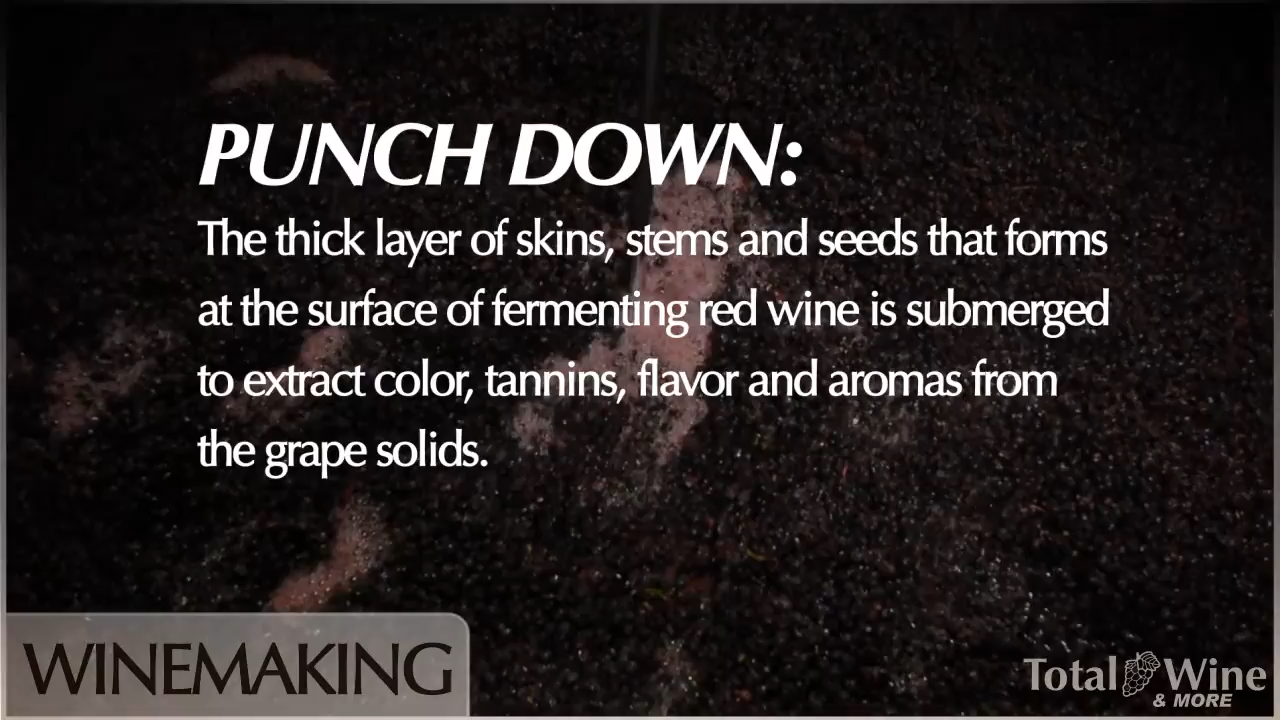 PUNCH DOWN:
The thick layer of skins, stems and seeds that forms
at the surface of fermenting red wine is submerged
to extract color, tannins, flavor and aromas from
the grape solids.
WINEMAKING
Total Wine
& MORE